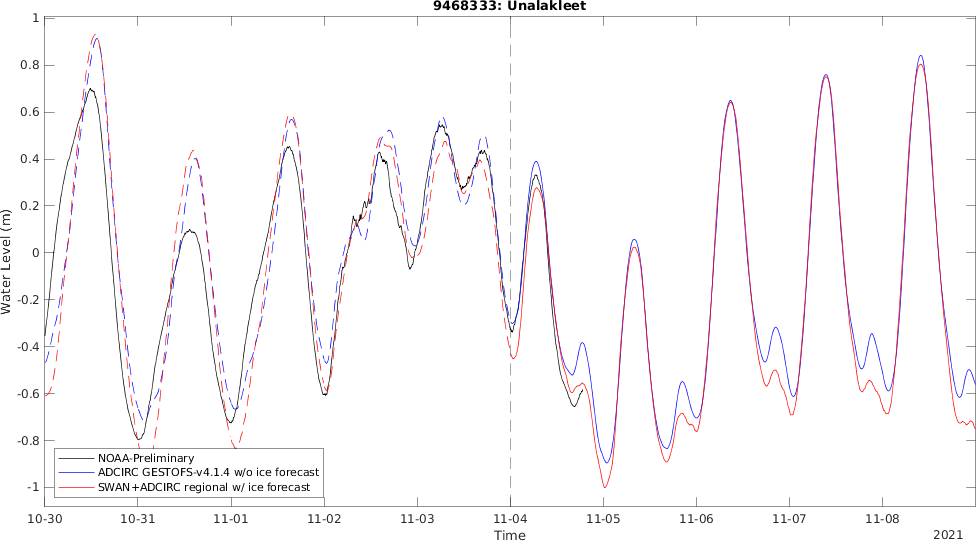 9468333: Unalakleet
1
0.8
0.6
0.4
0.2
0
-0.2
-0.4
-0.6
-0.8
-1
Water Level (m)
NOAA-Preliminary
ADCIRC GESTOFS-v4.1.4 w/o ice forecast
SWAN+ADCIRC regional w/ ice forecast
10-30 10-31 11-01 11-02 11-03 11-04 11-05 11-06 11-07 11-08
Time
2021